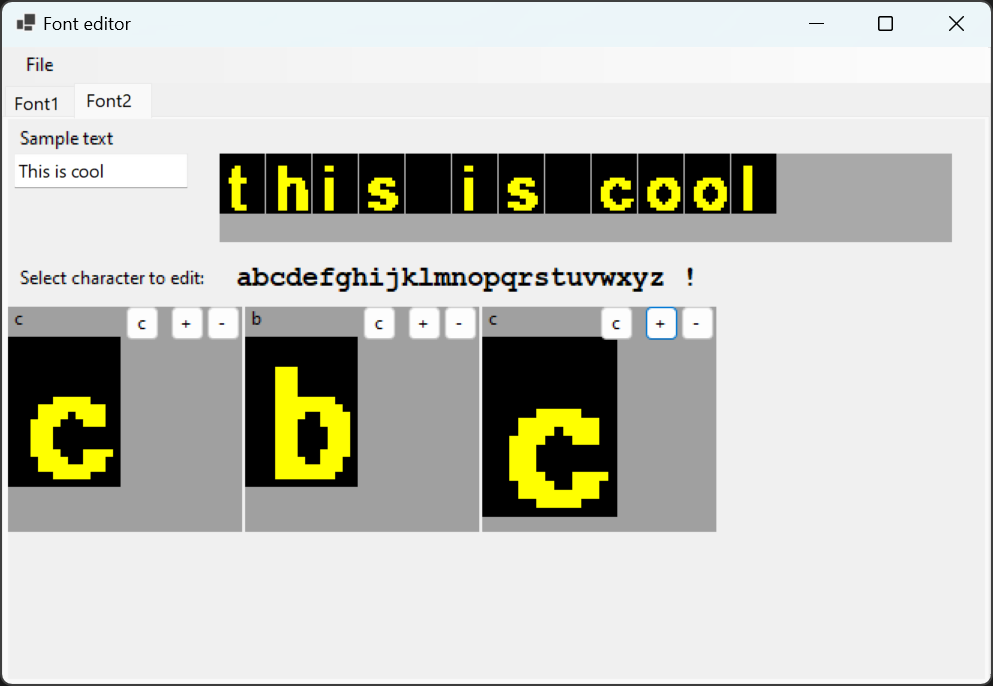 Font editor
File
Font1 Font2
Sample text
This is cool
this is cool
Select character to edit: abcdefghijklmnopqrstuvwxyz !
c c + - b c + - c c + -
c b c